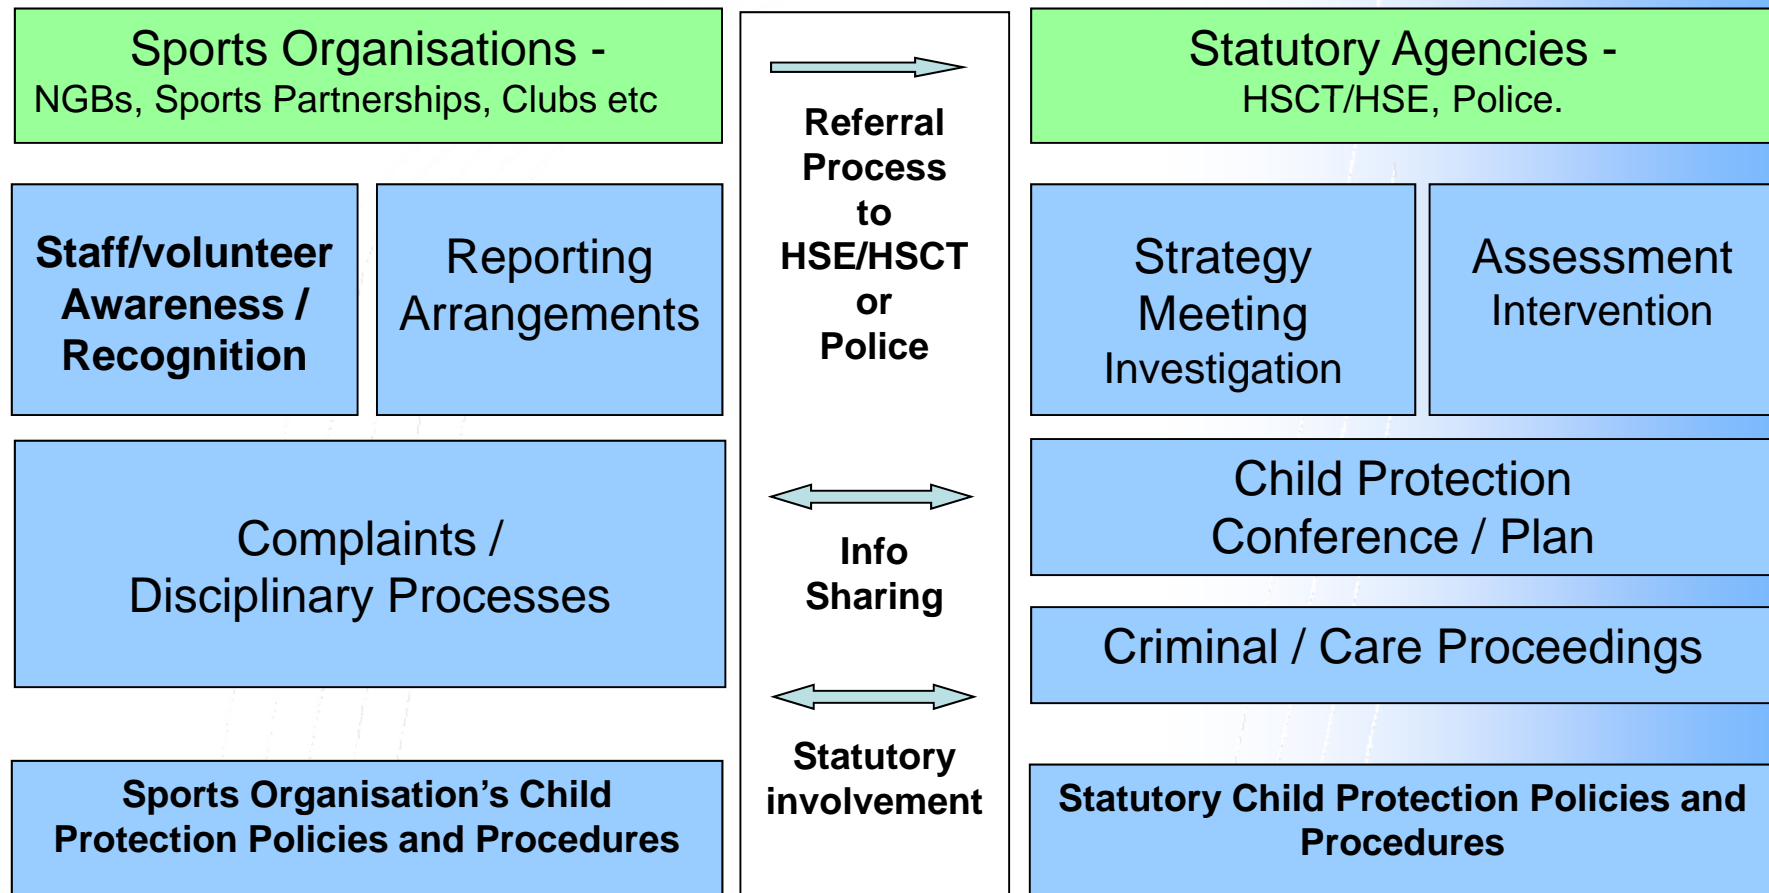 Sports Organisations -
NGBs, Sports Partnerships, Clubs etc
Staff/volunteer
Awareness /
Recognition
Reporting
Arrangements
Complaints /
Disciplinary Processes
Sports Organisation’s Child
Protection Policies and Procedures
Referral
Process
to
HSE/HSCT
or
Police
Info
Sharing
Statutory
involvement
Statutory Agencies -
HSCT/HSE, Police.
Strategy
Meeting
Investigation
Assessment
Intervention
Child Protection
Conference / Plan
Criminal / Care Proceedings
Statutory Child Protection Policies and
Procedures